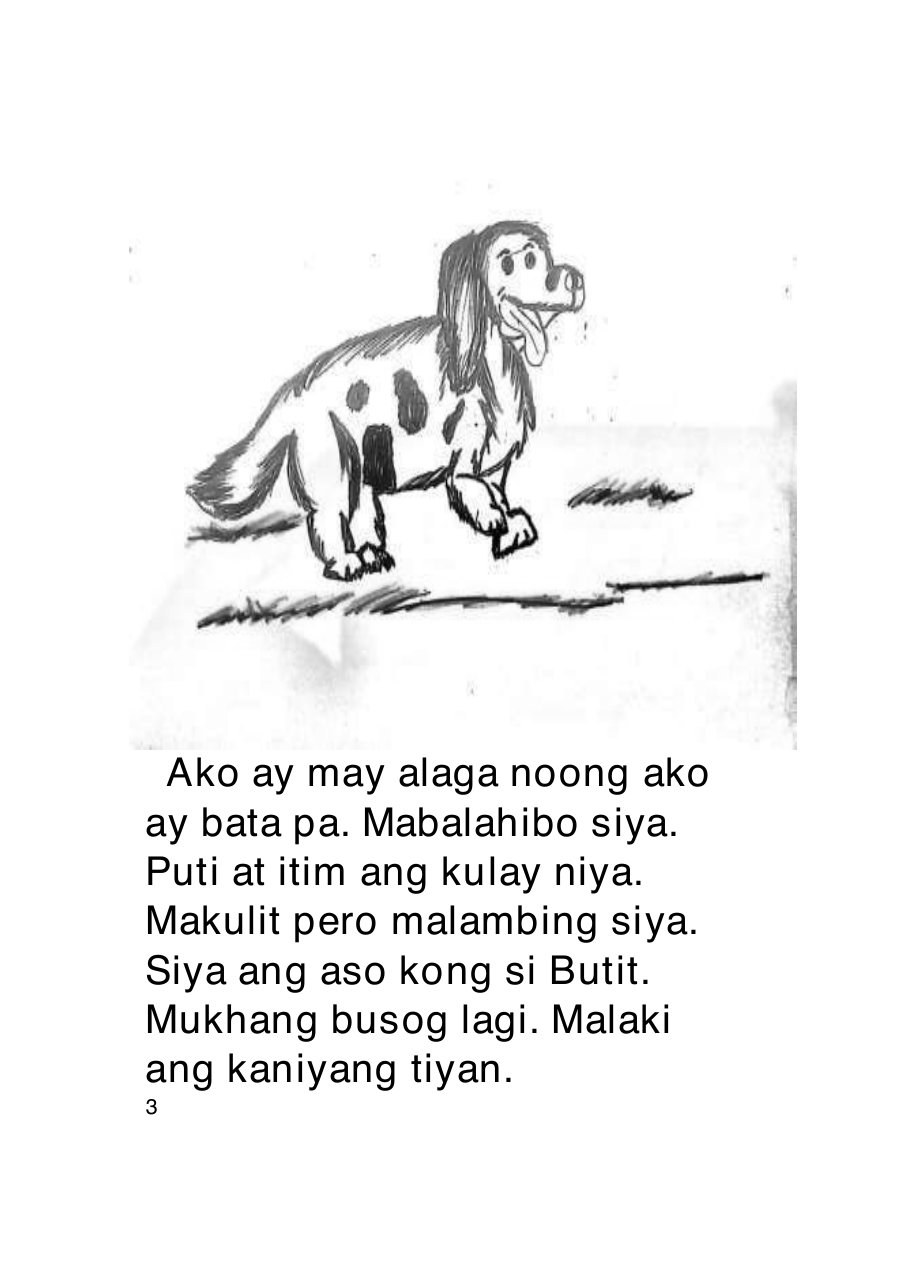 Ako ay may alaga noong ako
ay bata pa. Mabalahibo siya.
Puti at itim ang kulay niya.
Makulit pero malambing siya.
Siya ang aso kong si Butit.
Mukhang busog lagi. Malaki
ang kaniyang tiyan.
3